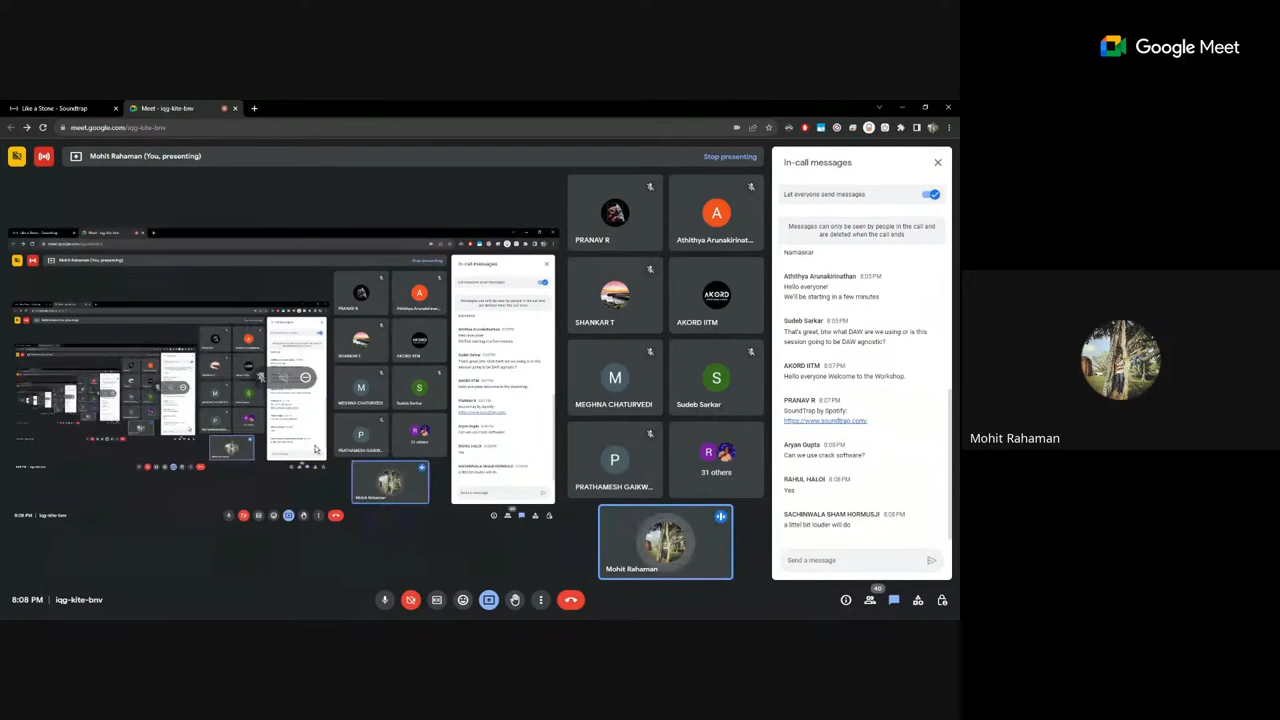 Google Meet
Like a Stone - Soundtrap
Meet - iqg-kite-bnv
meet.google.com/iqg-kite-bnv
Mohit Rahaman (You, presenting)
Stop presenting
PRANAV R
A
Athithya Arunakirinat...
SHANKAR T
AKORD
AKORD IITM
M
MEGHNA CHATURVEDI
S
Sudeb Sarkar
P
PRATHAMESH GAIKW...
R
31 others
Mohit Rahaman
In-call messages
Let everyone send messages
Messages can only be seen by people in the call and
are deleted when the call ends
Namaskar
Athithya Arunakirinathan 8:05 PM
Hello everyone!
We'll be starting in a few minutes
Sudeb Sarkar 8:05 PM
That's great, btw what DAW are we using or is this
session going to be DAW agnostic?
AKORD IITM 8:07 PM
Hello everyone Welcome to the Workshop.
PRANAV R 8:07 PM
SoundTrap by Spotify:
https://www.soundtrap.com/
Aryan Gupta 8:08 PM
Can we use crack software?
RAHUL HALOI 8:08 PM
Yes
SACHINWALA SHAM HORMUSJI 8:08 PM
a littel bit louder will do
Send a message
8:08 PM
iqg-kite-bnv
40
Mohit Rahaman